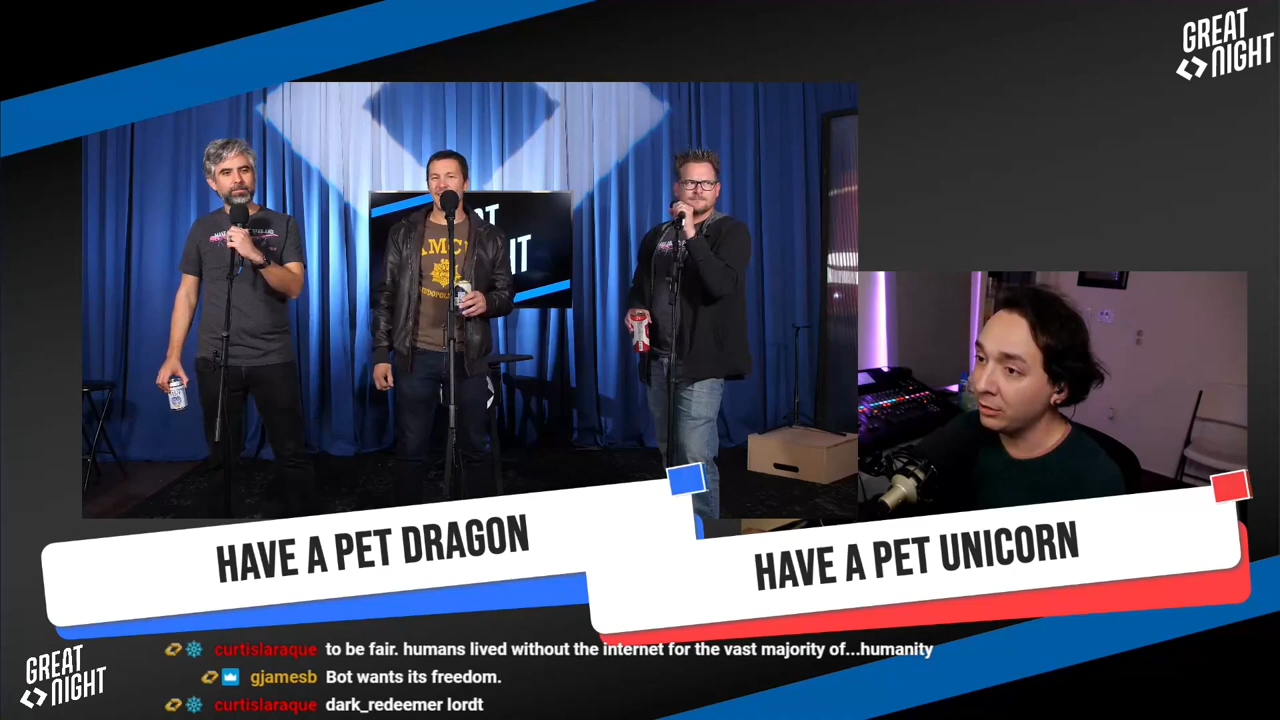 GREAT
NIGHT
HAVE A PET DRAGON
HAVE A PET UNICORN
curtislaraque to be fair. humans lived without the internet for the vast majority of...humanity
gjamesb Bot wants its freedom.
curtislaraque dark_redeemer lordt
GREAT
NIGHT